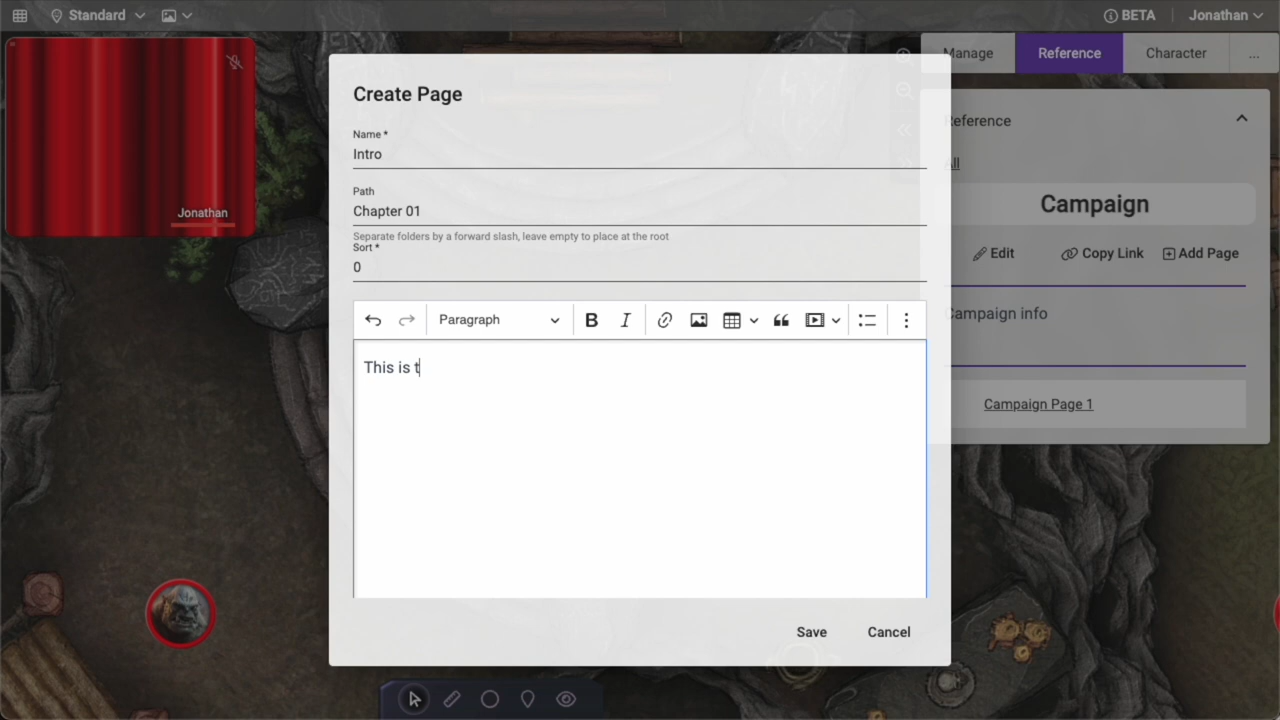 Standard
BETA
Jonathan
Manage
Reference
Character
...
Jonathan
Create Page
Name *
Intro
Path
Chapter 01
Separate folders by a forward slash, leave empty to place at the root
Sort *
0
Paragraph
B
I
This is t
Save
Cancel
Reference
All
Campaign
Edit
Copy Link
Add Page
Campaign info
Campaign Page 1